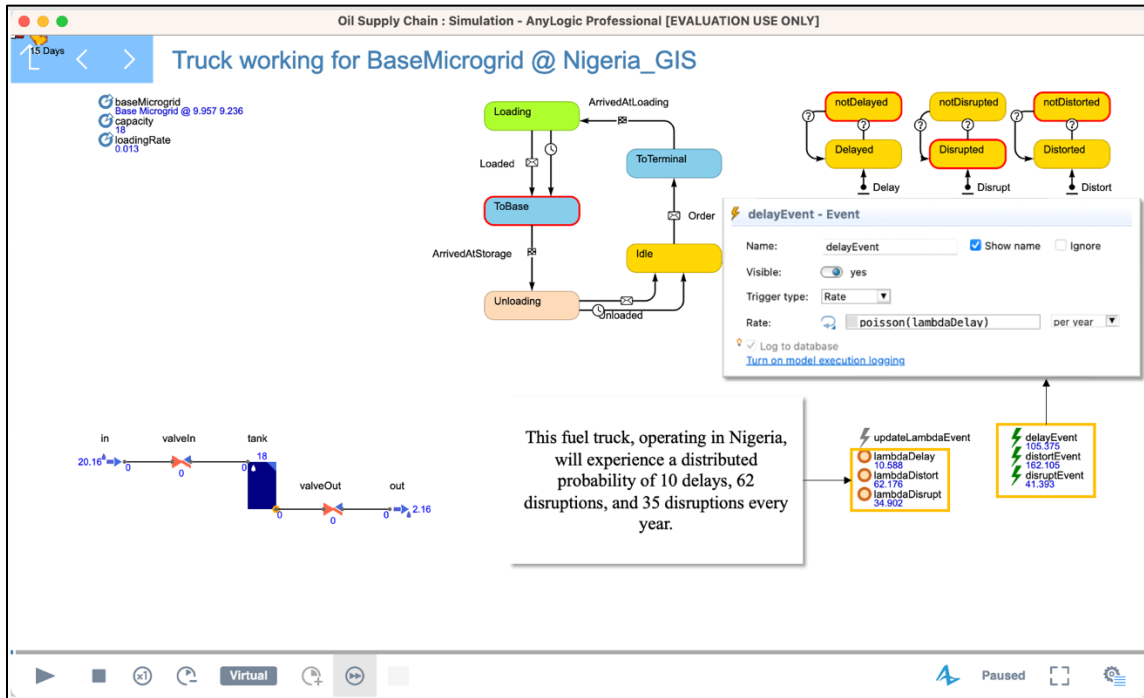 Oil Supply Chain : Simulation - AnyLogic Professional [EVALUATION USE ONLY]
15 Days
Truck working for BaseMicrogrid @ Nigeria_GIS
baseMicrogrid
Base Microgrid @ 9.957 9.236
capacity
18
loadingRate
0.013
Loading
ArrivedAtLoading
Loaded
ToTerminal
ToBase
Order
ArrivedAtStorage
Idle
Unloading
Unloaded
notDelayed
notDisrupted
notDistorted
?
?
?
?
?
?
Delayed
Disrupted
Distorted
Delay
Disrupt
Distort
delayEvent - Event
Name: delayEvent Show name Ignore
Visible: yes
Trigger type: Rate
Rate: poisson(lambdaDelay) per year
Log to database
Turn on model execution logging
in
valveIn
tank
20.16
0
0
0
18
valveOut
out
0
0
0
2.16
This fuel truck, operating in Nigeria,
will experience a distributed
probability of 10 delays, 62
disruptions, and 35 disruptions every
year.
updateLambdaEvent
lambdaDelay
10.588
lambdaDistort
62.176
lambdaDisrupt
34.902
delayEvent
105.375
distortEvent
162.105
disruptEvent
41.393
x1
Virtual
Paused